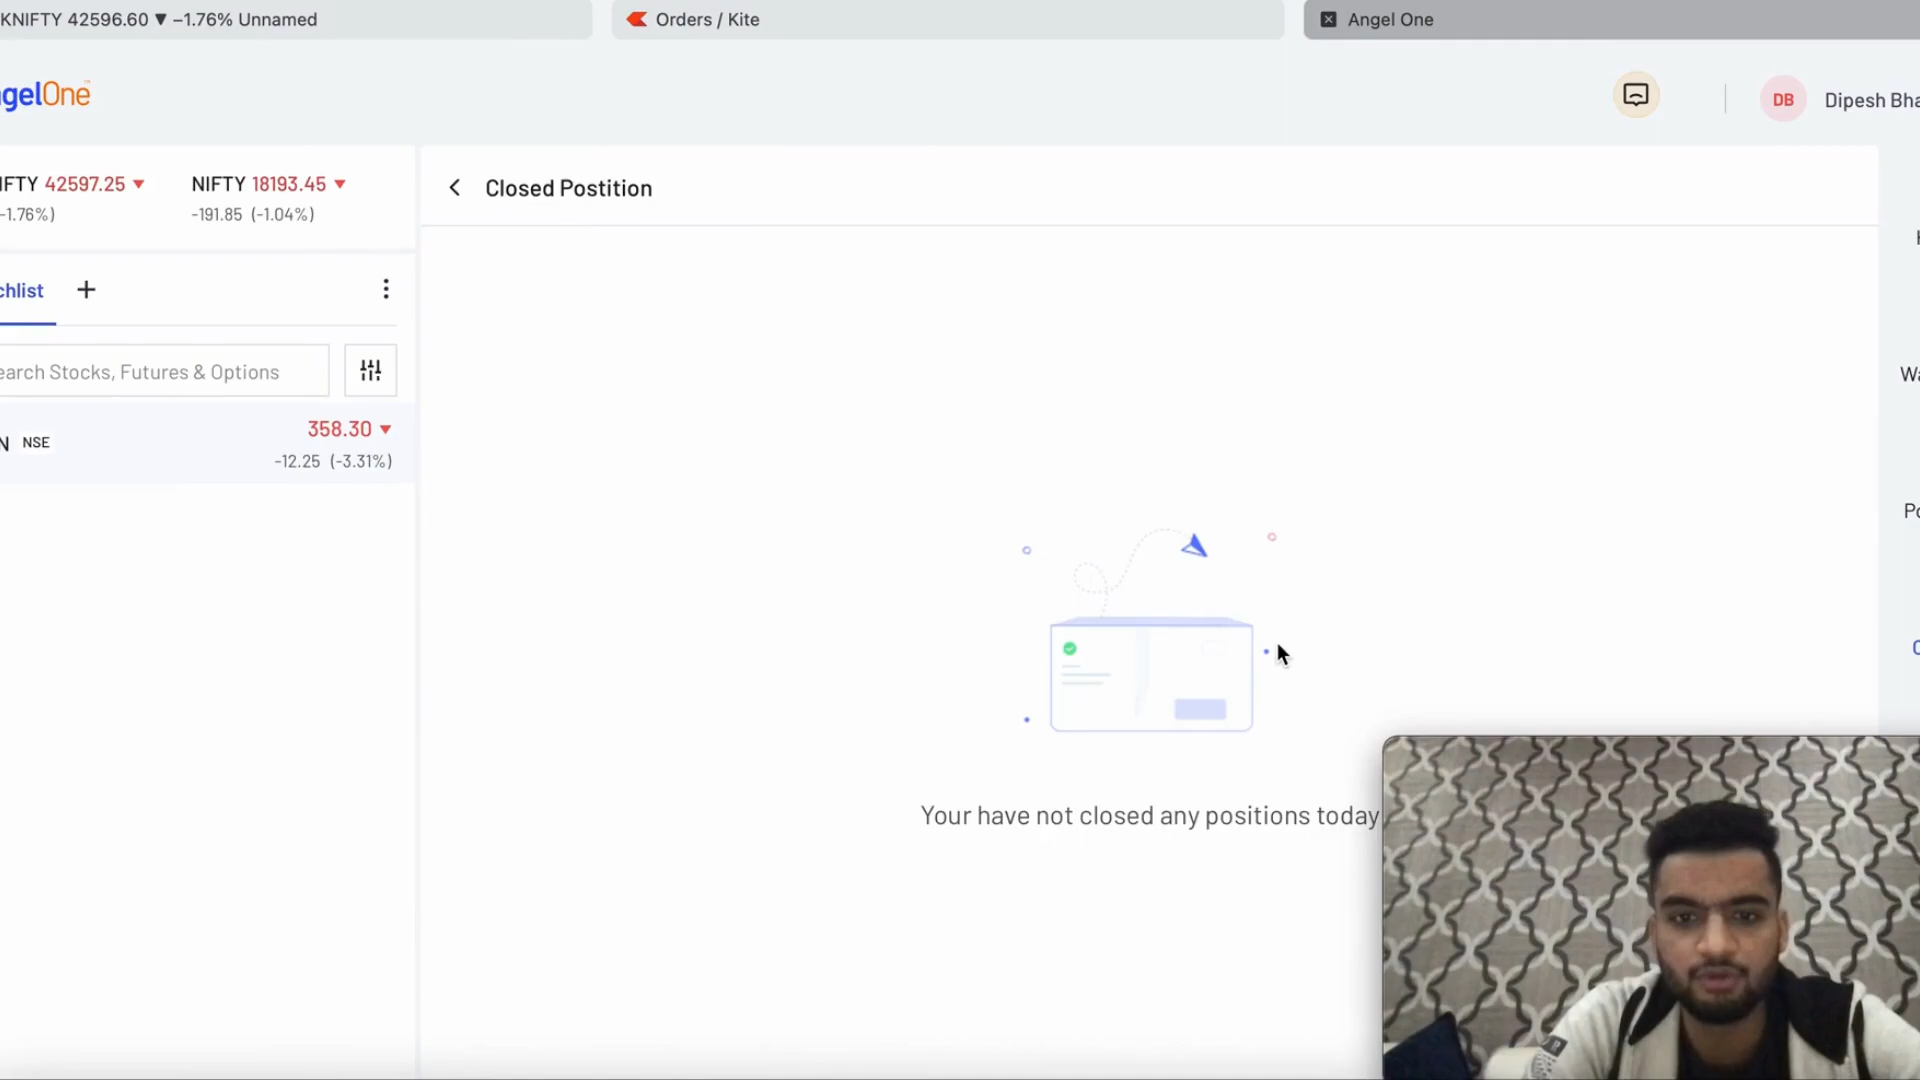 KNIFTY 42596.60 ▼ −1.76% Unnamed
Orders / Kite
Angel One
gelOne
DB Dipesh Bha
IFTY 42597.25 ▼ NIFTY 18193.45 ▼
-1.76%) -191.85 (-1.04%)
Closed Postition
chlist +
earch Stocks, Futures & Options
358.30 ▼
N NSE
-12.25 (-3.31%)
Wa
Po
Your have not closed any positions today